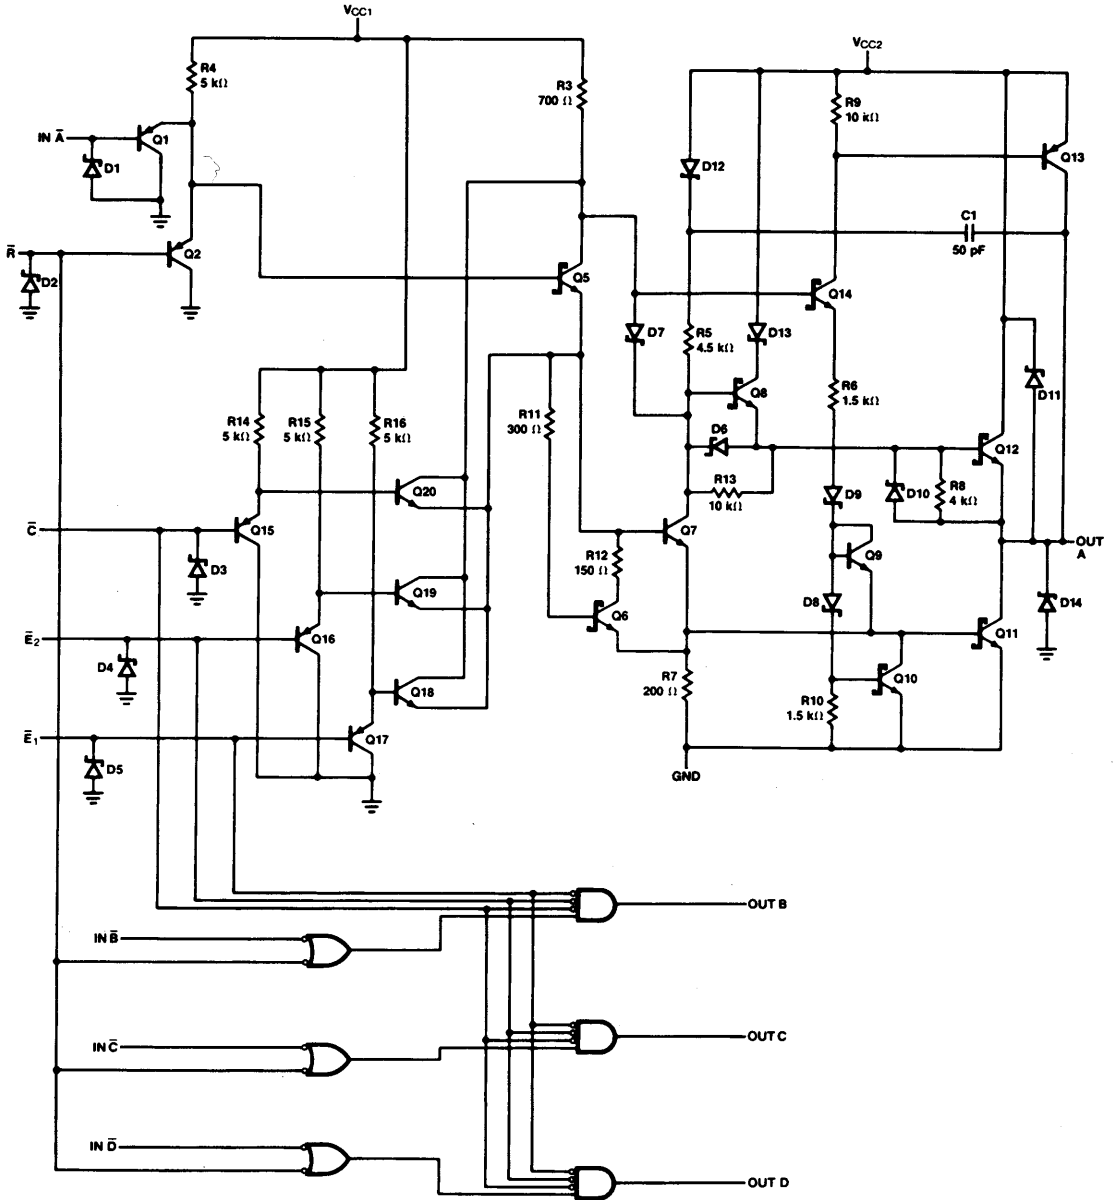 VCC1
R4
5 kΩ
R3
700 Ω
IN A̅
Q1
D1
R̅
Q2
D2
Q5
VCC2
R9
10 kΩ
Q13
D12
C1
50 pF
Q14
D7
R5
4.5 kΩ
D13
R6
1.5 kΩ
D11
Q8
D6
R13
10 kΩ
Q12
D10
R8
4 kΩ
R14
5 kΩ
R15
5 kΩ
R16
5 kΩ
R11
300 Ω
Q20
Q7
D9
Q9
OUT
A
C̅
Q15
D3
R12
150 Ω
Q6
Q19
D8
D14
E̅2
Q16
D4
Q11
Q18
R7
200 Ω
Q10
R10
1.5 kΩ
E̅1
Q17
D5
GND
OUT B
IN B̅
IN C̅
OUT C
IN D̅
OUT D